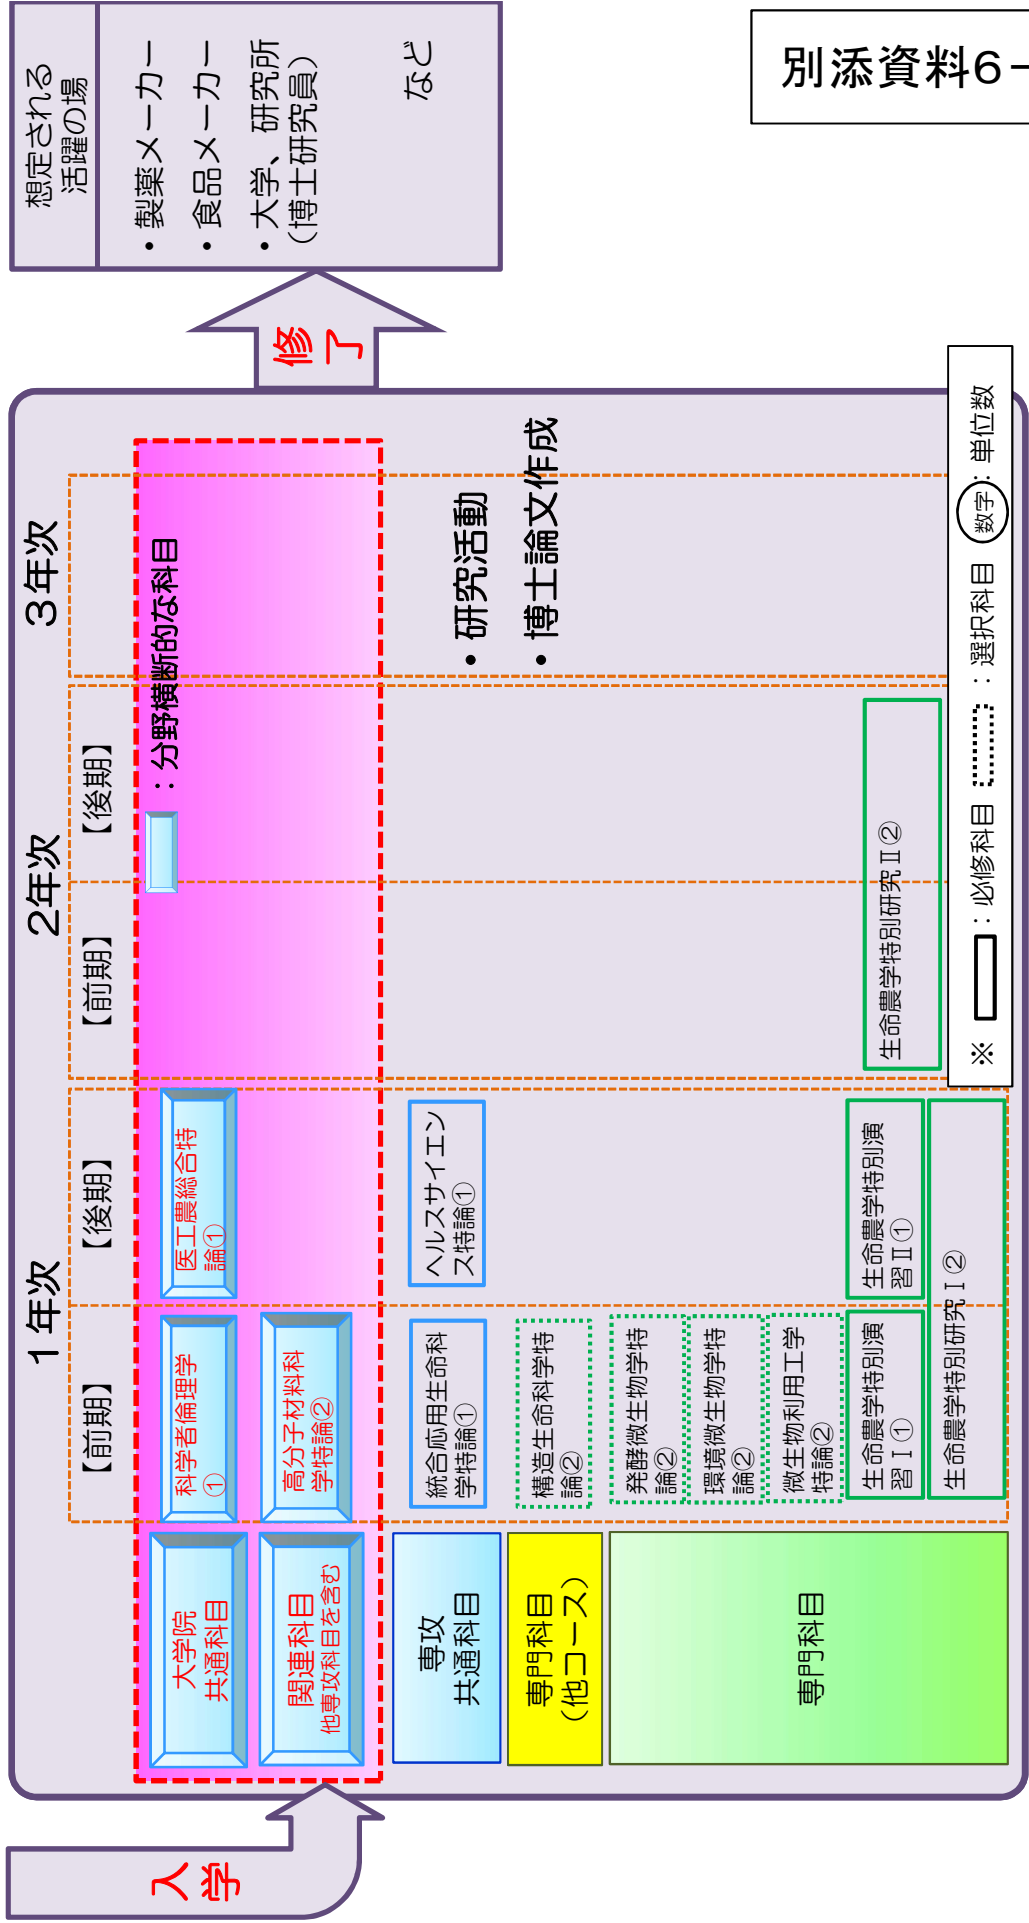 別添資料6－
入学
1年次
2年次
3年次
【前期】
【後期】
【前期】
【後期】
大学院
共通科目
科学者倫理学
①
医工農総合特
論①
：分野横断的な科目
関連科目
他専攻科目を含む
高分子材料科
学特論②
専攻
共通科目
統合応用生命科
学特論①
ヘルスサイエン
ス特論①
・研究活動
・博士論文作成
専門科目
（他コース）
構造生命科学特
論②
専門科目
発酵微生物学特
論②
環境微生物学特
論②
微生物利用工学
特論②
生命農学特別演
習Ⅰ①
生命農学特別演
習Ⅱ①
生命農学特別研究Ⅰ②
生命農学特別研究Ⅱ②
※　：必修科目　：選択科目　数字：単位数
修
了
想定される
活躍の場
・製薬メーカー
・食品メーカー
・大学、研究所
（博士研究員）
など